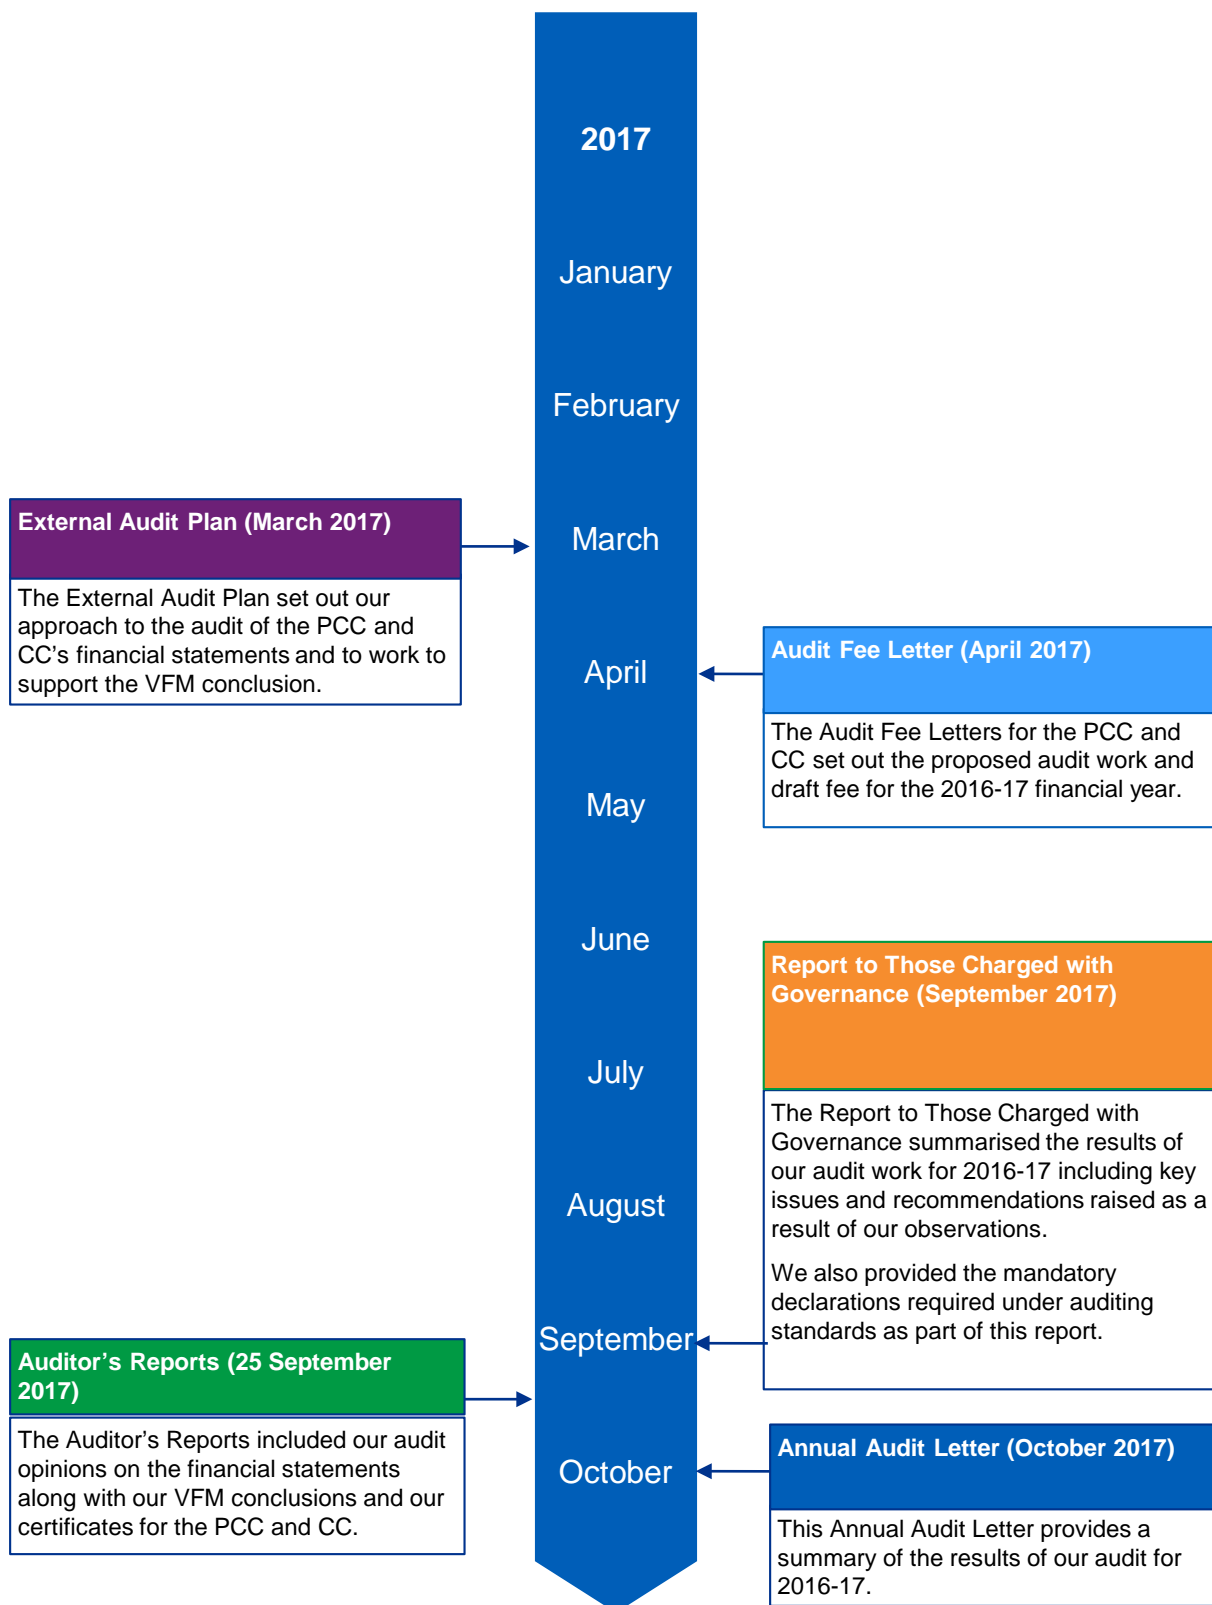 2017
January
February
External Audit Plan (March 2017)
The External Audit Plan set out our
approach to the audit of the PCC and
CC’s financial statements and to work to
support the VFM conclusion.
March
April
Audit Fee Letter (April 2017)
The Audit Fee Letters for the PCC and
CC set out the proposed audit work and
draft fee for the 2016-17 financial year.
May
June
July
August
Report to Those Charged with
Governance (September 2017)
The Report to Those Charged with
Governance summarised the results of
our audit work for 2016-17 including key
issues and recommendations raised as a
result of our observations.
We also provided the mandatory
declarations required under auditing
standards as part of this report.
September
Auditor’s Reports (25 September
2017)
The Auditor’s Reports included our audit
opinions on the financial statements
along with our VFM conclusions and our
certificates for the PCC and CC.
October
Annual Audit Letter (October 2017)
This Annual Audit Letter provides a
summary of the results of our audit for
2016-17.